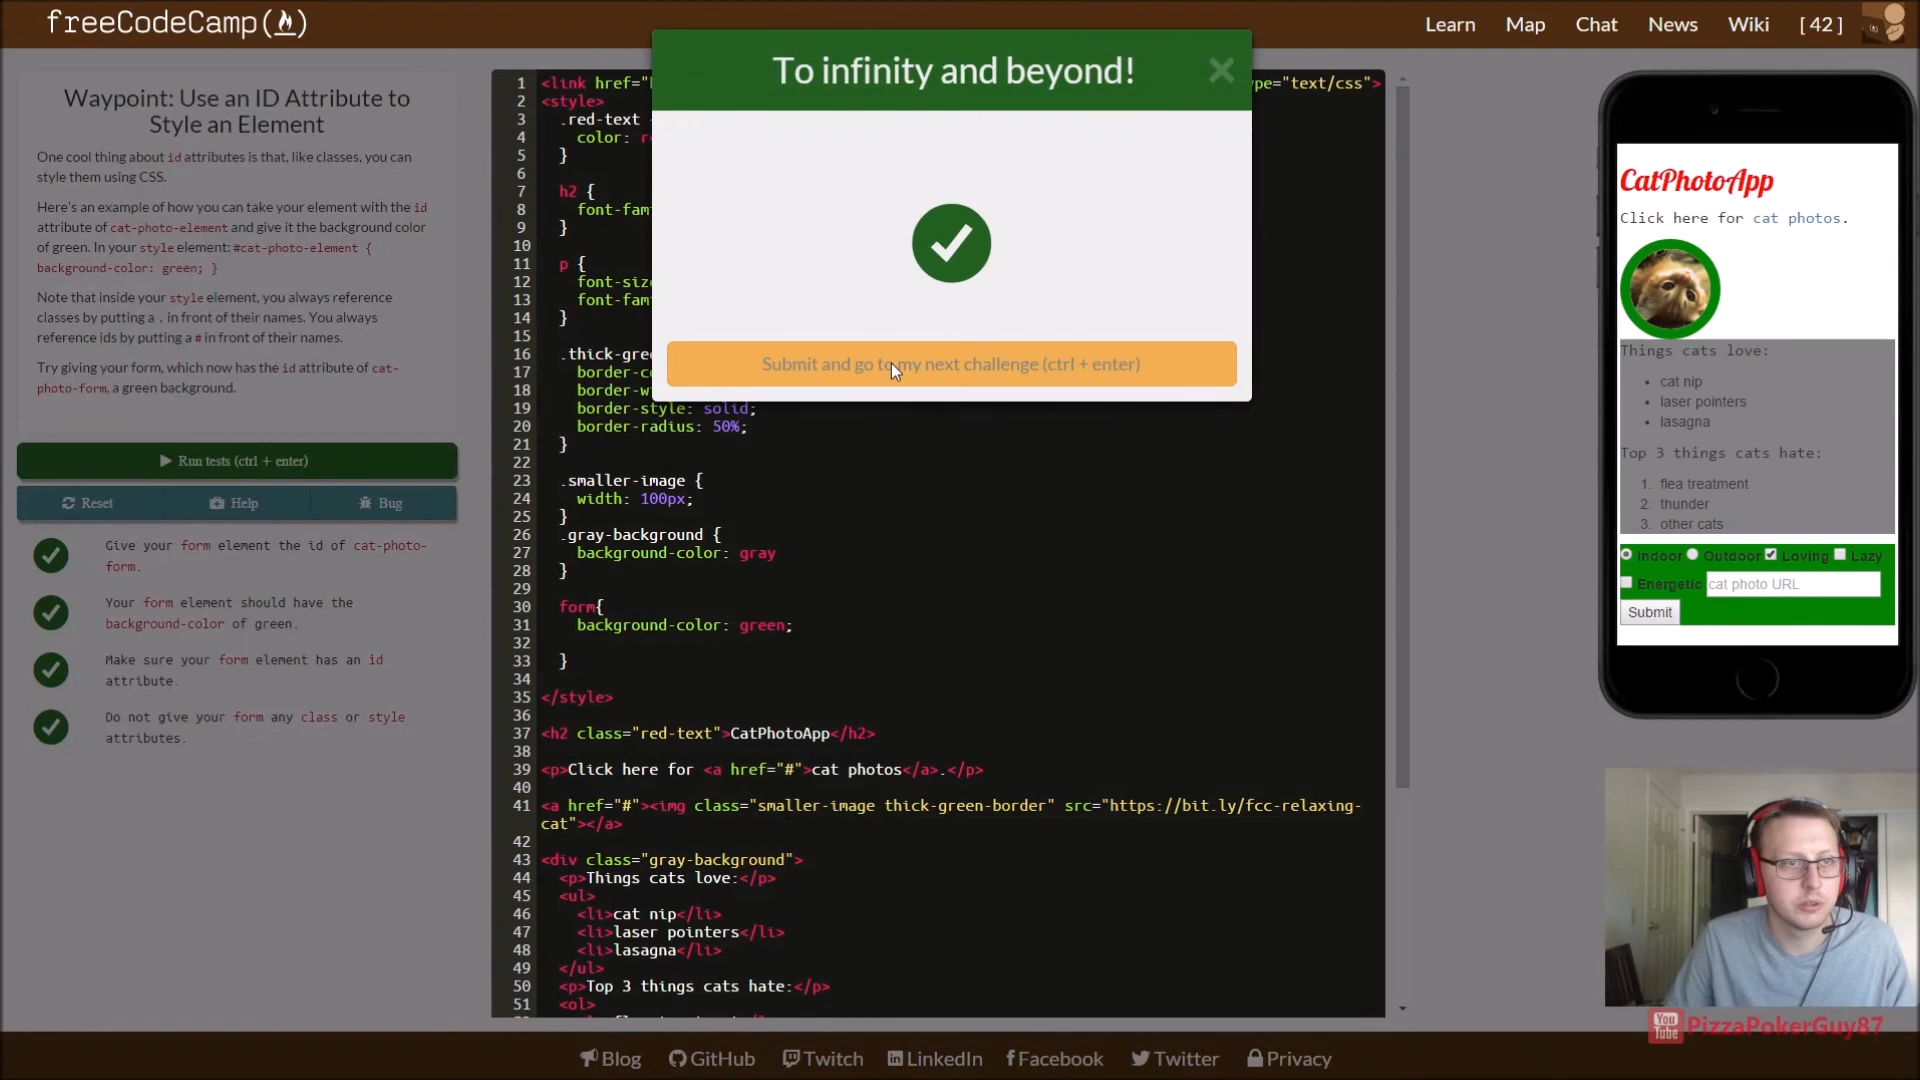 freeCodeCamp
Learn Map Chat News Wiki [ 42 ]
Waypoint: Use an ID Attribute to
Style an Element
One cool thing about id attributes is that, like classes, you can
style them using CSS.
Here's an example of how you can take your element with the id
attribute of cat-photo-element and give it the background color
of green. In your style element: #cat-photo-element {
background-color: green; }
Note that inside your style element, you always reference
classes by putting a . in front of their names. You always
reference ids by putting a # in front of their names.
Try giving your form, which now has the id attribute of cat-
photo-form, a green background.
Run tests (ctrl + enter)
Reset Help Bug
Give your form element the id of cat-photo-
form.
Your form element should have the
background-color of green.
Make sure your form element has an id
attribute.
Do not give your form any class or style
attributes.
To infinity and beyond! ×
Submit and go to my next challenge (ctrl + enter)
1 <link href=" ype="text/css">
2 <style>
3 .red-text
4 color:
5 }
6
7 h2 {
8
9 }
10
11 p {
12
13
14 }
15
16
17
18
19 border-style: solid;
20 border-radius: 50%;
21 }
22
23 .smaller-image {
24 width: 100px;
25 }
26 .gray-background {
27 background-color: gray
28 }
29
30 form{
31 background-color: green;
32
33 }
34
35 </style>
36
37 <h2 class="red-text">CatPhotoApp</h2>
38
39 <p>Click here for <a href="#">cat photos</a>.</p>
40
41 <a href="#"><img class="smaller-image thick-green-border" src="https://bit.ly/fcc-relaxing-
cat"></a>
42
43 <div class="gray-background">
44 <p>Things cats love:</p>
45 <ul>
46 <li>cat nip</li>
47 <li>laser pointers</li>
48 <li>lasagna</li>
49 </ul>
50 <p>Top 3 things cats hate:</p>
51 <ol>
CatPhotoApp
Click here for cat photos.
Things cats love:
• cat nip
• laser pointers
• lasagna
Top 3 things cats hate:
1. flea treatment
2. thunder
3. other cats
Indoor Outdoor Loving Lazy
Energetic cat photo URL
Submit
You Tube PizzaPokerGuy87
Blog GitHub Twitch LinkedIn Facebook Twitter Privacy